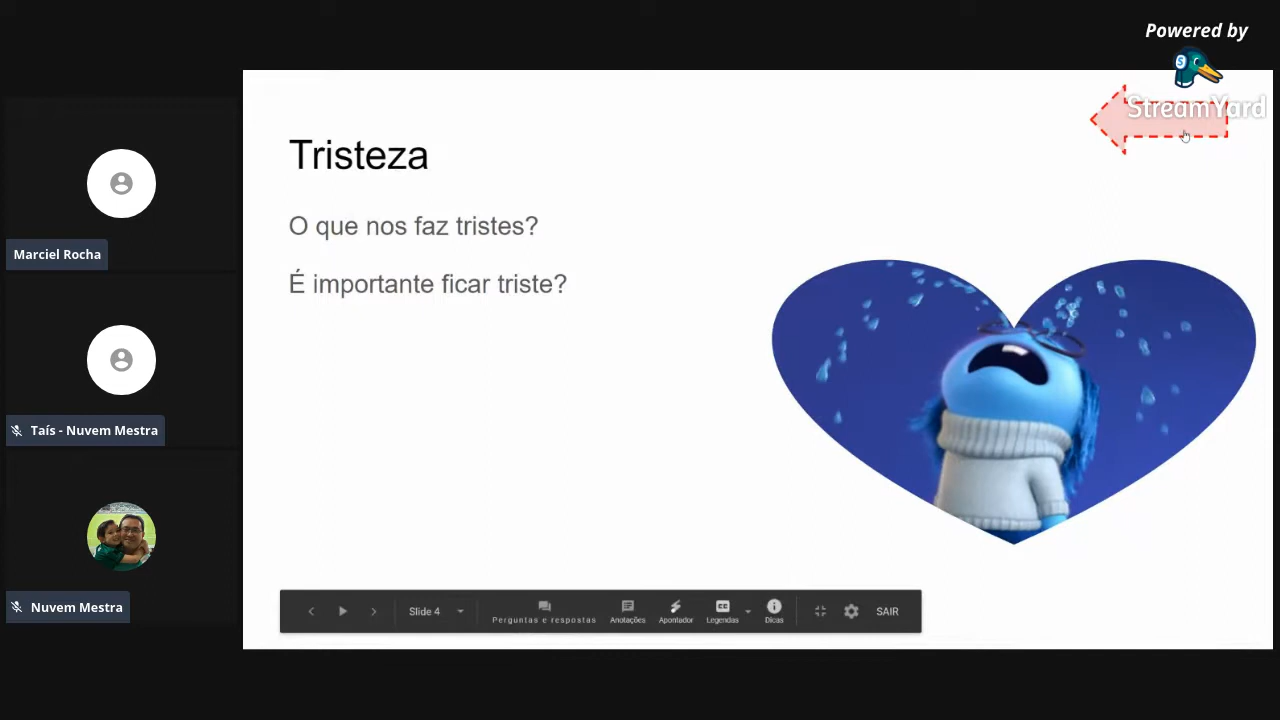 Powered by
StreamYard
Marciel Rocha
Taís - Nuvem Mestra
Nuvem Mestra
Tristeza
O que nos faz tristes?
É importante ficar triste?
Slide 4
Perguntas e respostas
Anotações
Apontador
CC
Legendas
Dicas
SAIR